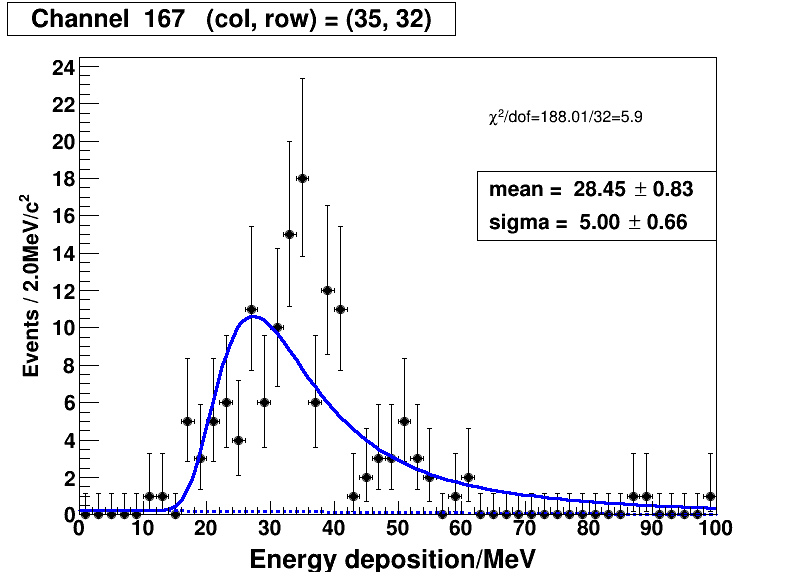 Channel 167 (col, row) = (35, 32)
χ²/dof=188.01/32=5.9
mean = 28.45 ± 0.83
sigma = 5.00 ± 0.66
Events / 2.0MeV/c²
24
22
20
18
16
14
12
10
8
6
4
2
0
0 10 20 30 40 50 60 70 80 90 100
Energy deposition/MeV